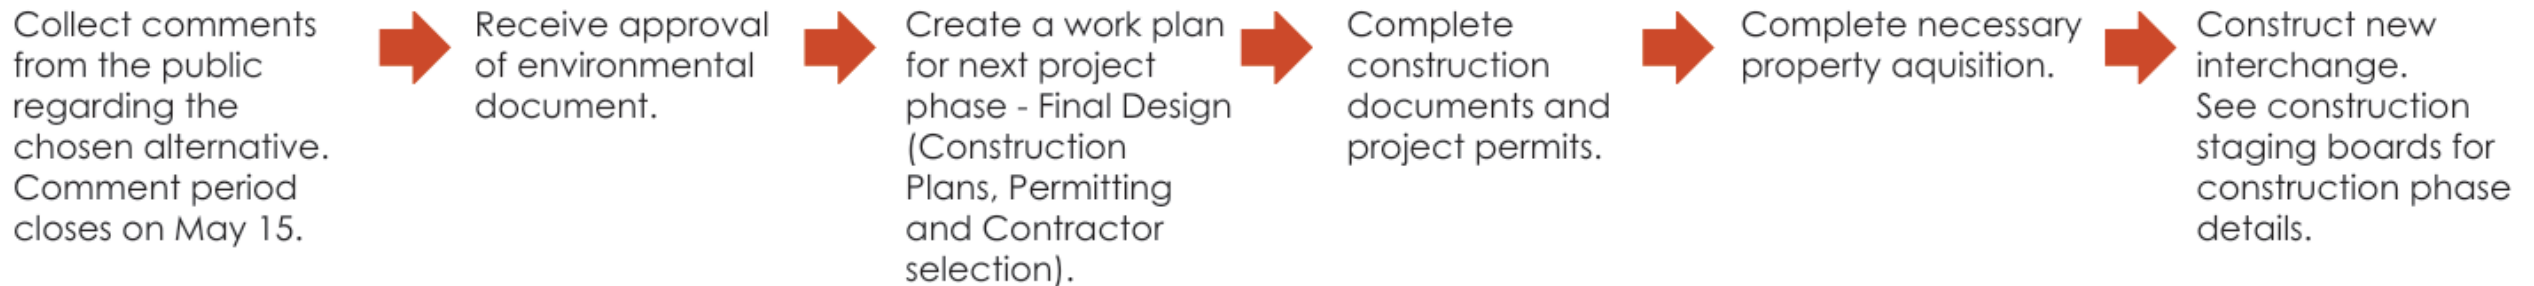 Collect comments
from the public
regarding the
chosen alternative.
Comment period
closes on May 15.
Receive approval
of environmental
document.
Create a work plan
for next project
phase - Final Design
(Construction
Plans, Permitting
and Contractor
selection).
Complete
construction
documents and
project permits.
Complete necessary
property aquisition.
Construct new
interchange.
See construction
staging boards for
construction phase
details.